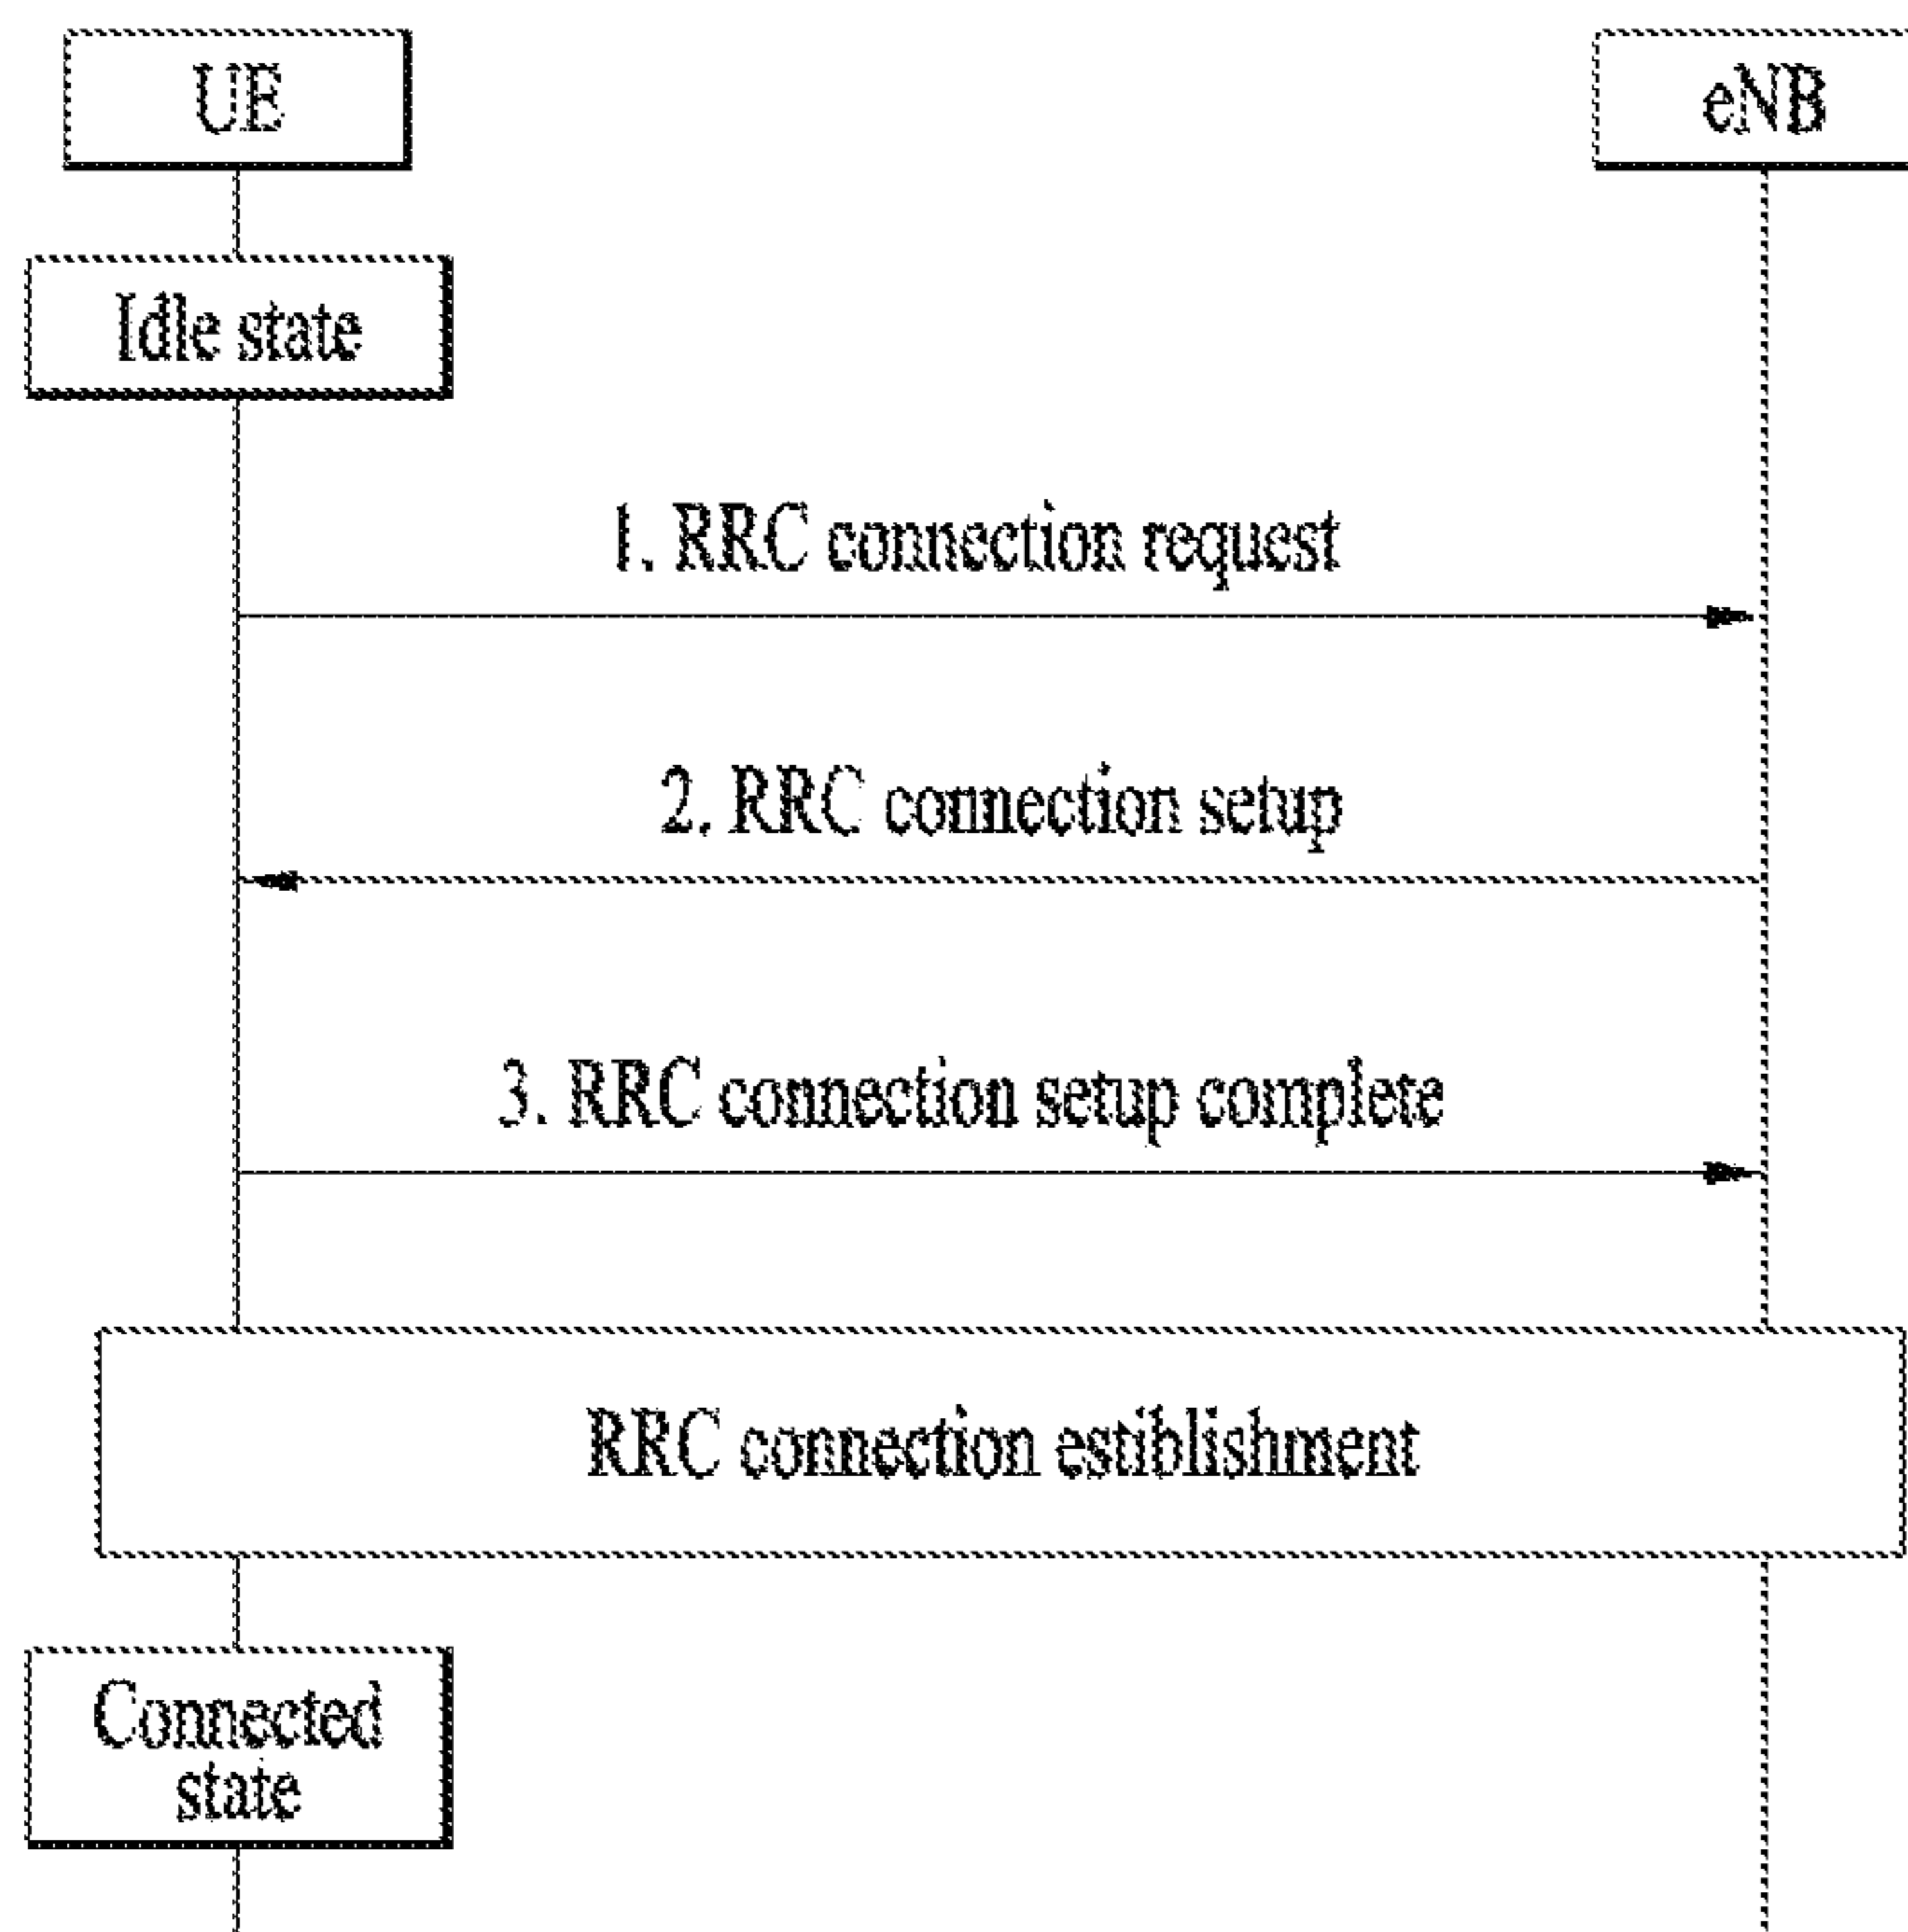 UE
eNB
Idle state
1. RRC connection request
2. RRC connection setup
3. RRC connection setup complete
RRC connection estiblishment
Connected
state